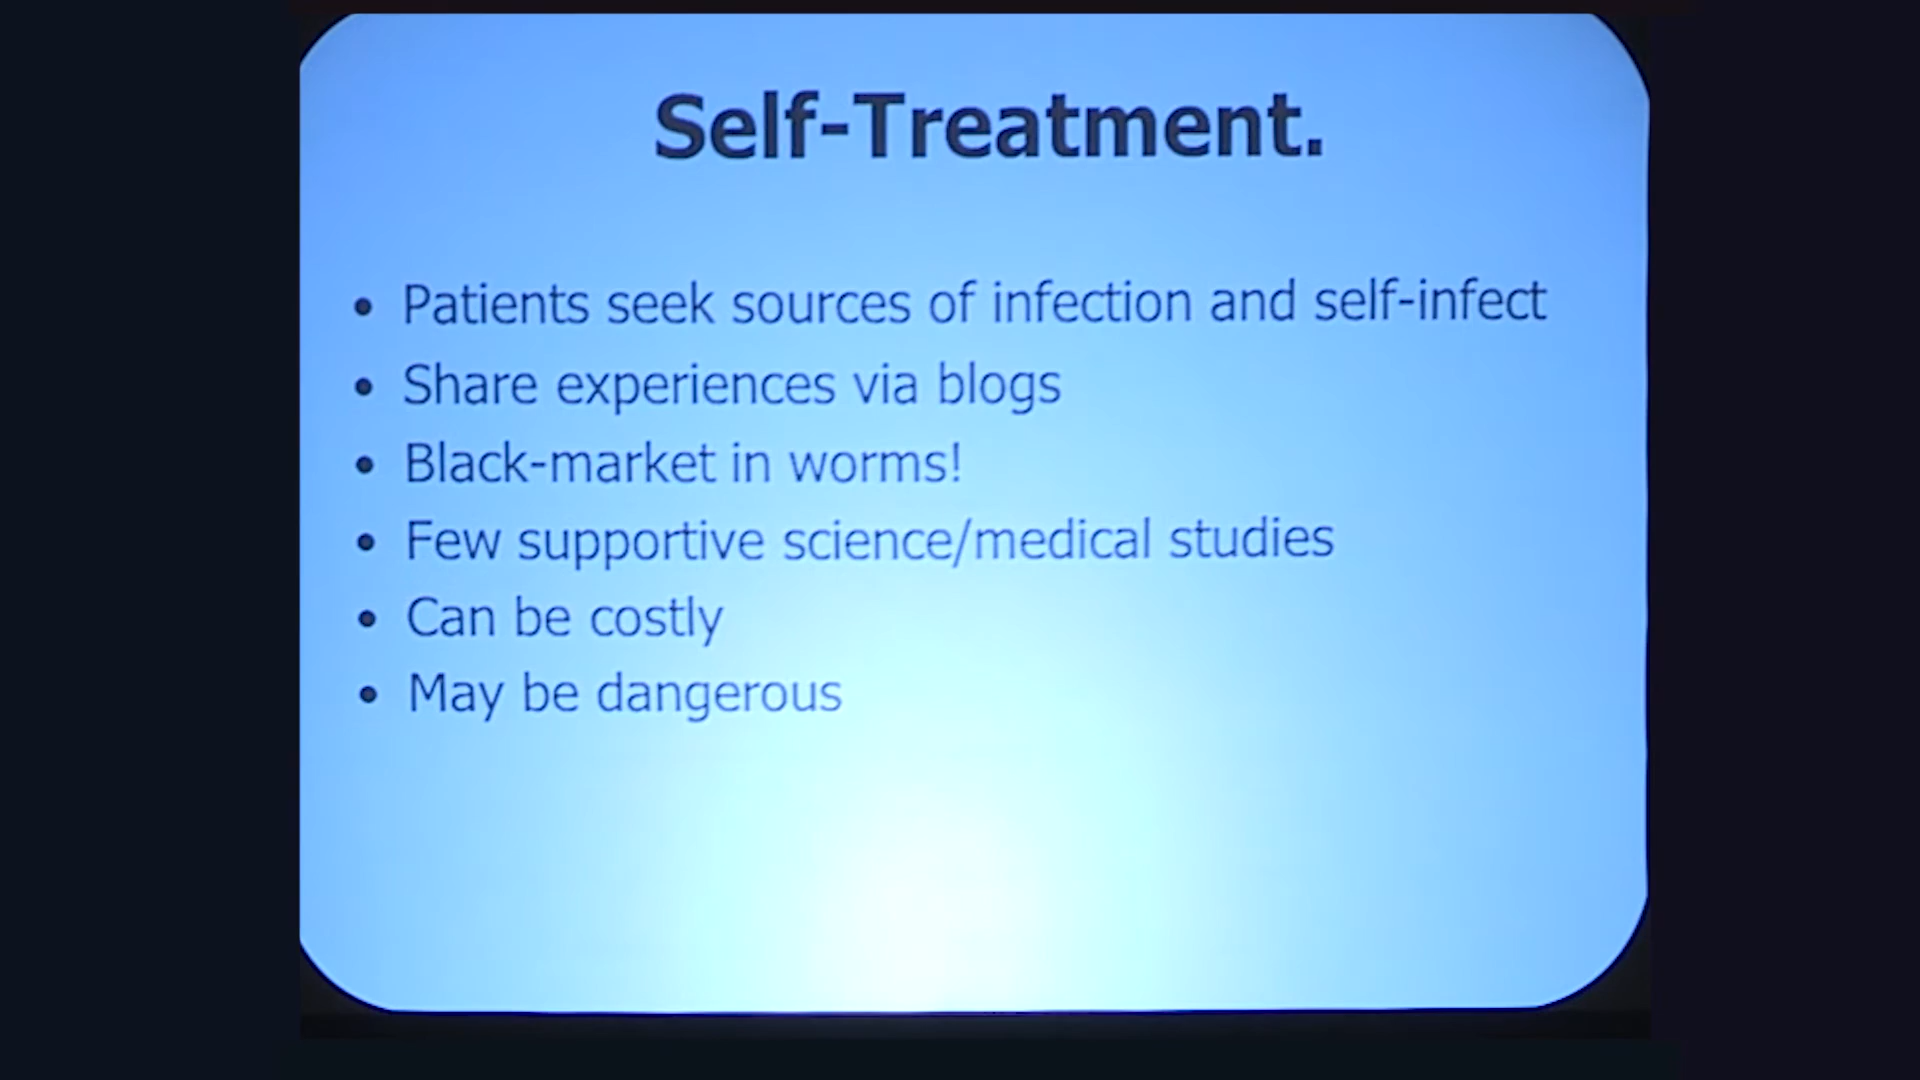 Self-Treatment.
• Patients seek sources of infection and self-infect
• Share experiences via blogs
• Black-market in worms!
• Few supportive science/medical studies
• Can be costly
• May be dangerous